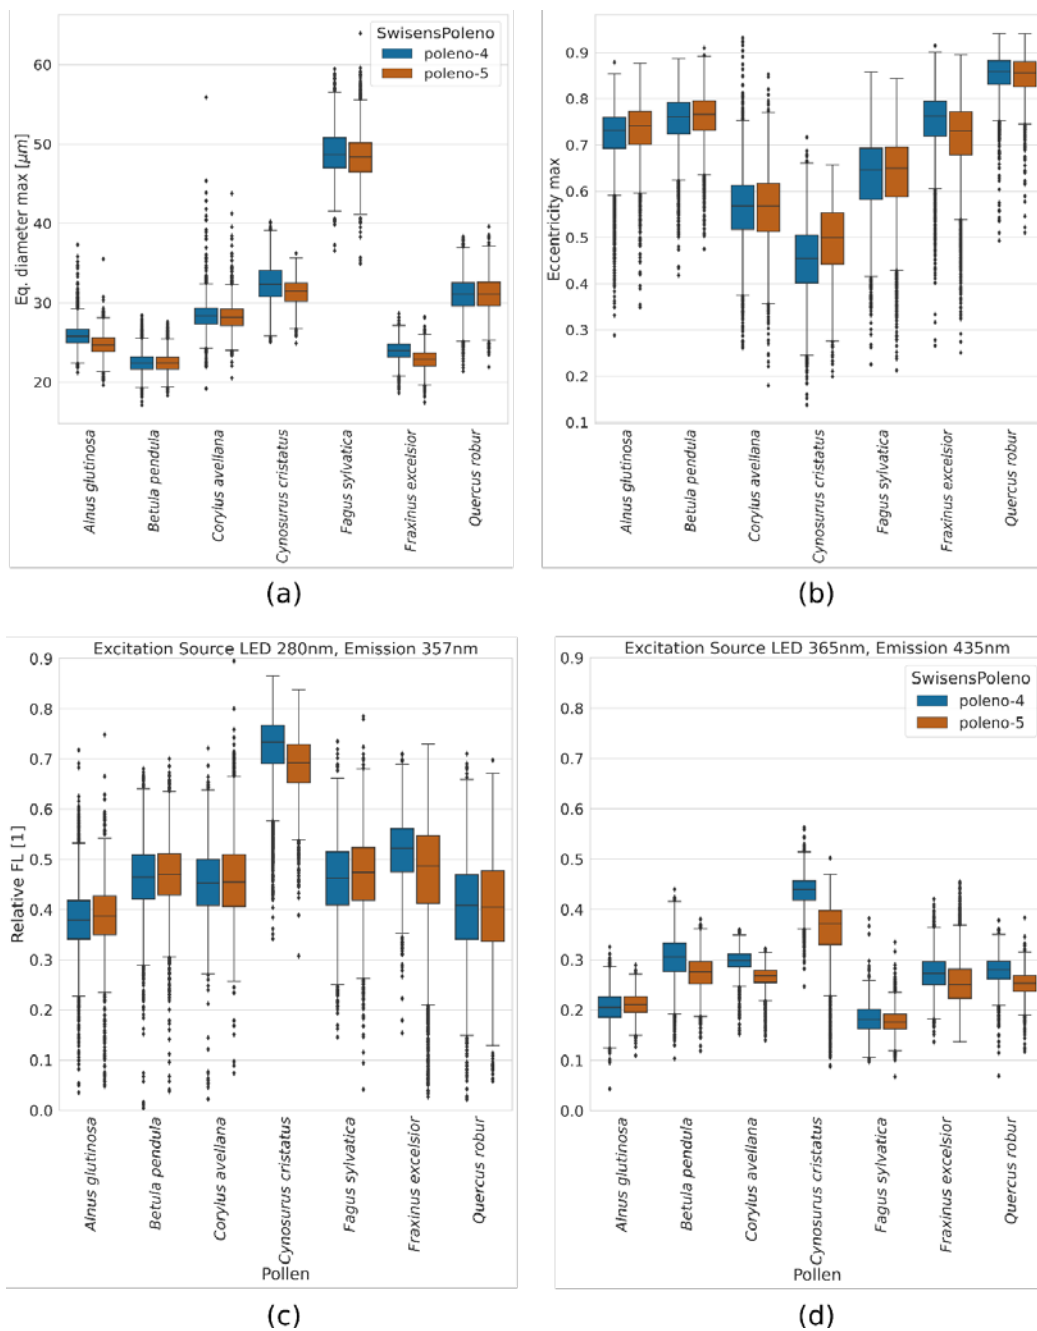 SwisensPoleno
poleno-4
poleno-5
Eq. diameter max [μm]
60
50
40
30
20
Alnus glutinosa
Betula pendula
Corylus avellana
Cynosurus cristatus
Fagus sylvatica
Fraxinus excelsior
Quercus robur
(a)
Eccentricity max
0.9
0.8
0.7
0.6
0.5
0.4
0.3
0.2
0.1
Alnus glutinosa
Betula pendula
Corylus avellana
Cynosurus cristatus
Fagus sylvatica
Fraxinus excelsior
Quercus robur
(b)
Excitation Source LED 280nm, Emission 357nm
Relative FL [1]
0.9
0.8
0.7
0.6
0.5
0.4
0.3
0.2
0.1
0.0
Alnus glutinosa
Betula pendula
Corylus avellana
Cynosurus cristatus
Fagus sylvatica
Fraxinus excelsior
Quercus robur
Pollen
(c)
Excitation Source LED 365nm, Emission 435nm
SwisensPoleno
poleno-4
poleno-5
0.9
0.8
0.7
0.6
0.5
0.4
0.3
0.2
0.1
0.0
Alnus glutinosa
Betula pendula
Corylus avellana
Cynosurus cristatus
Fagus sylvatica
Fraxinus excelsior
Quercus robur
Pollen
(d)